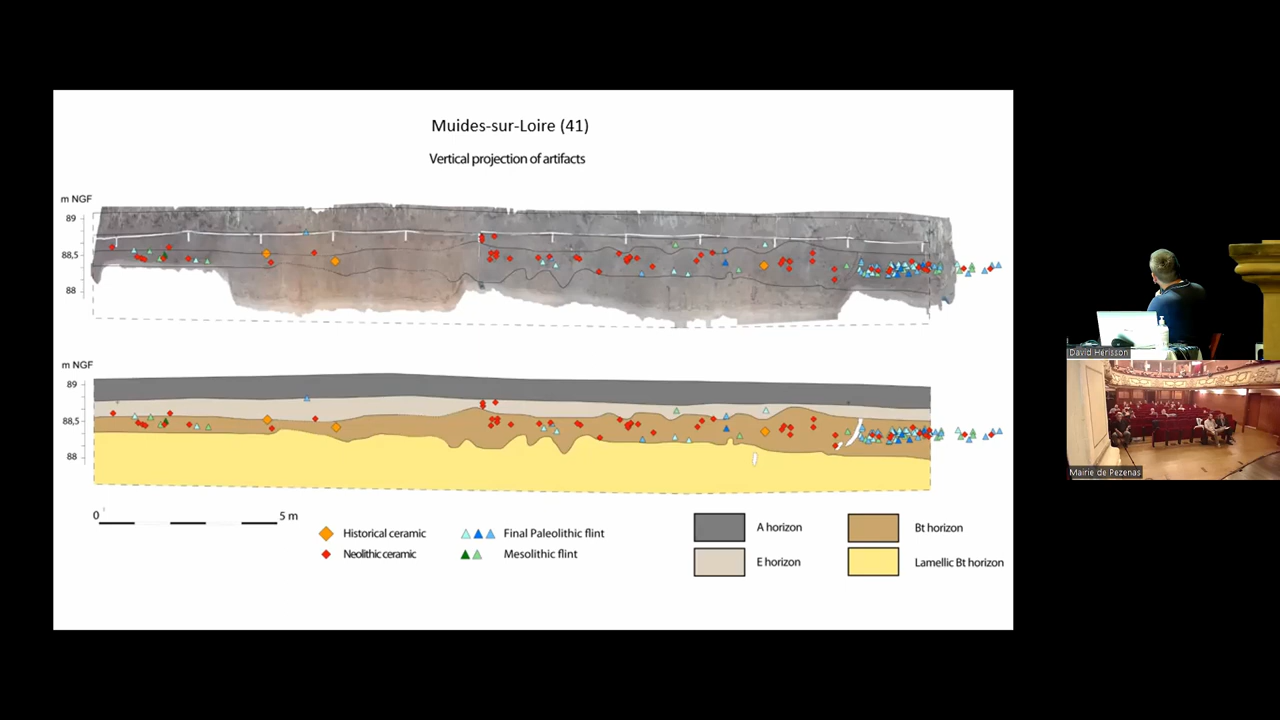 Muides-sur-Loire (41)
Vertical projection of artifacts
m NGF
89
88,5
88
m NGF
89
88,5
88
0
5 m
Historical ceramic
Neolithic ceramic
Final Paleolithic flint
Mesolithic flint
A horizon
E horizon
Bt horizon
Lamellic Bt horizon
David Hérisson
Mairie de Pezenas